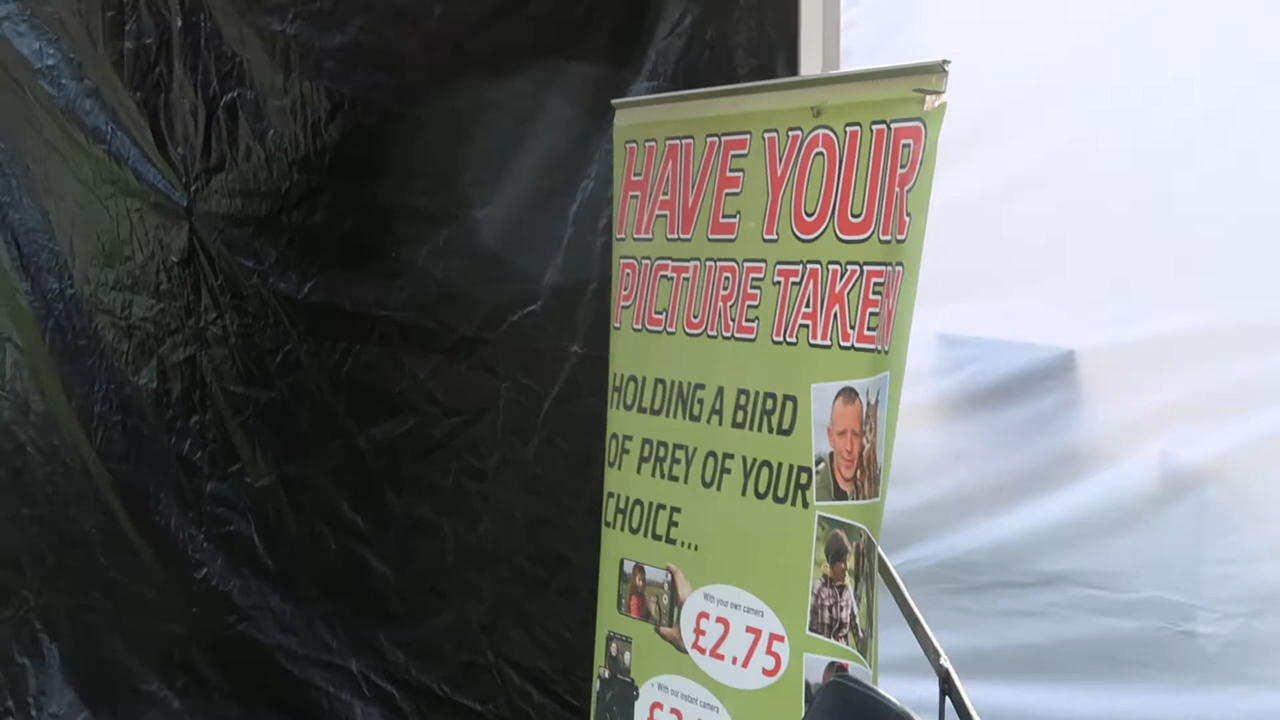 HAVE YOUR
PICTURE TAKEN
HOLDING A BIRD
OF PREY OF YOUR
CHOICE...
With your own camera
£2.75
With our instant camera